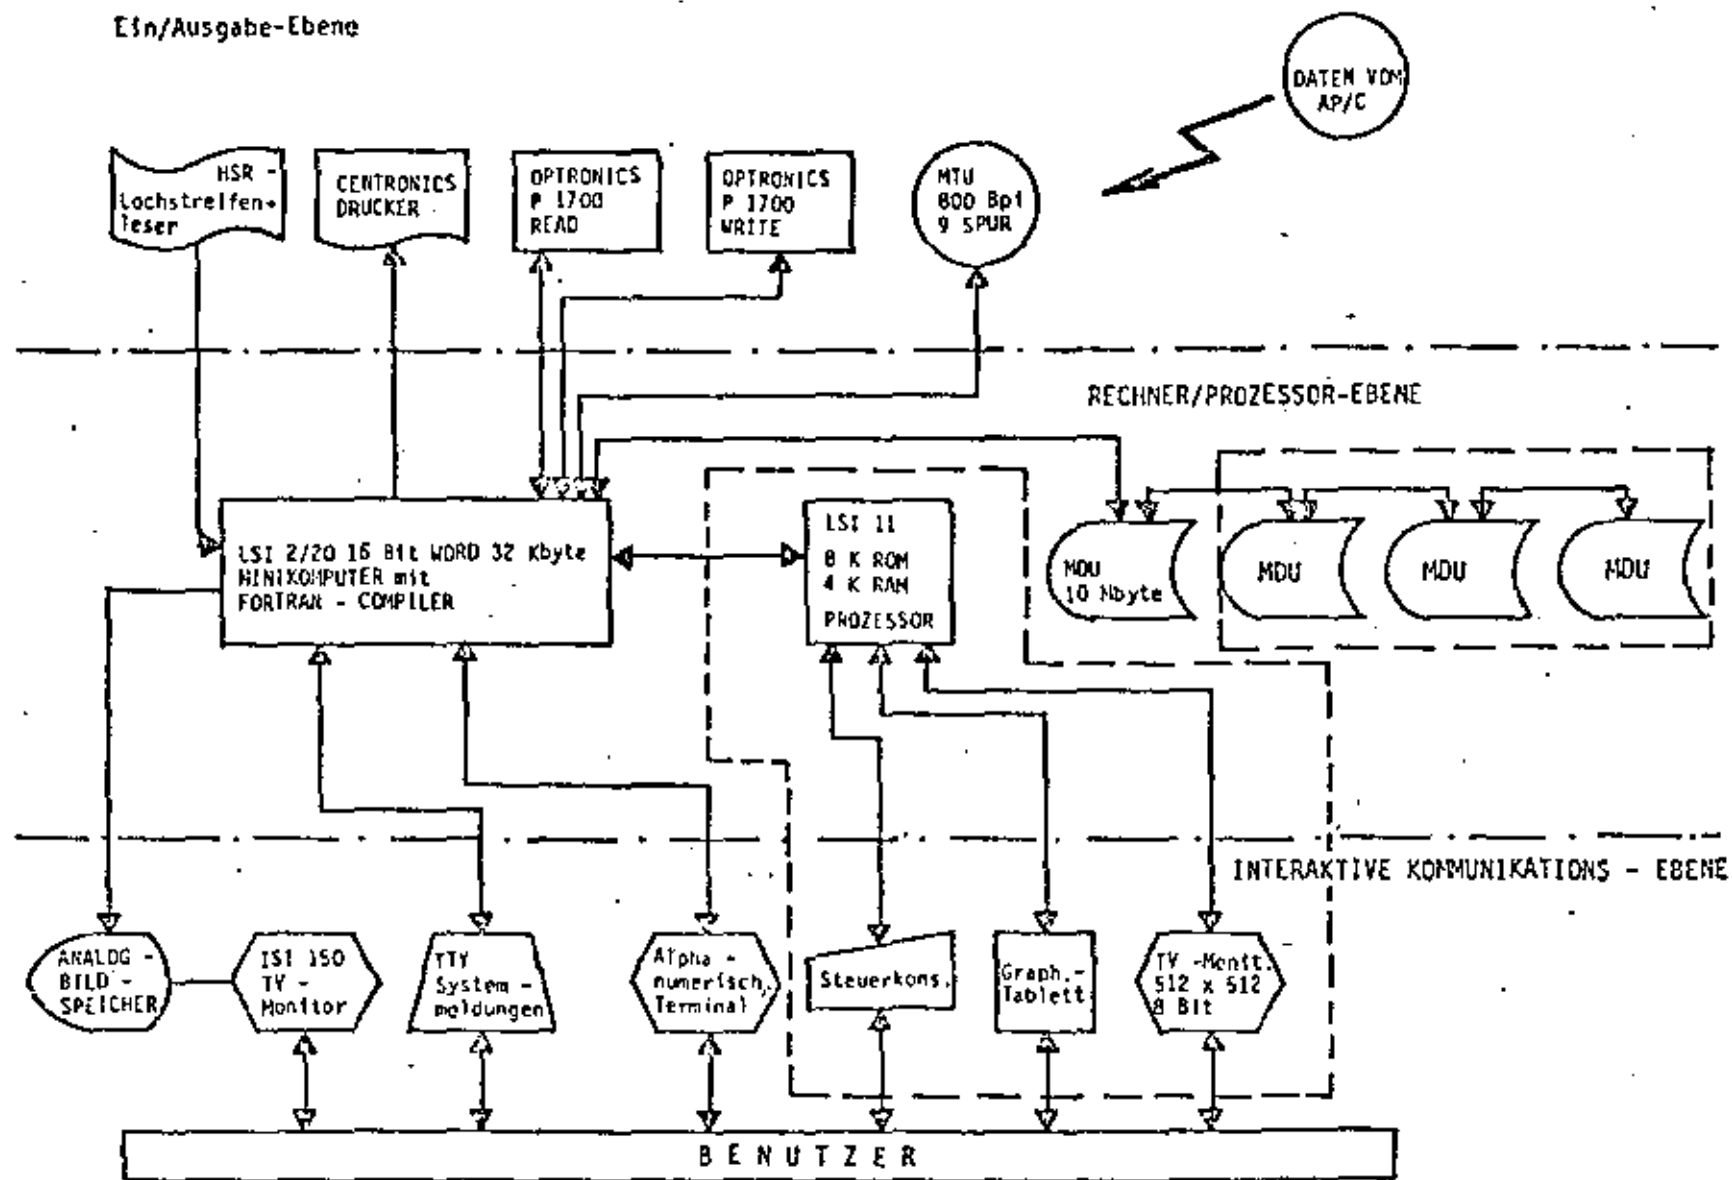 Ein/Ausgabe-Ebene
DATEN VOM
AP/C
HSR -
Lochstreifen-
leser
CENTRONICS
DRUCKER
OPTRONICS
P 1700
READ
OPTRONICS
P 1700
WRITE
MTU
800 Bpi
9 SPUR
RECHNER/PROZESSOR-EBENE
LSI 2/20 16 Bit WORD 32 Kbyte
MINIKOMPUTER mit
FORTRAN - COMPILER
LSI 11
8 K ROM
4 K RAM
PROZESSOR
MDU
10 Mbyte
MDU
MDU
MDU
INTERAKTIVE KOMMUNIKATIONS - EBENE
ANALOG -
BILD -
SPEICHER
ISI 150
TV -
Monitor
TTY
System -
meldungen
Alpha -
numerisch.
Terminal
Steuerkons.
Graph.-
Tablett
TV -Monit.
512 x 512
8 Bit
BENUTZER